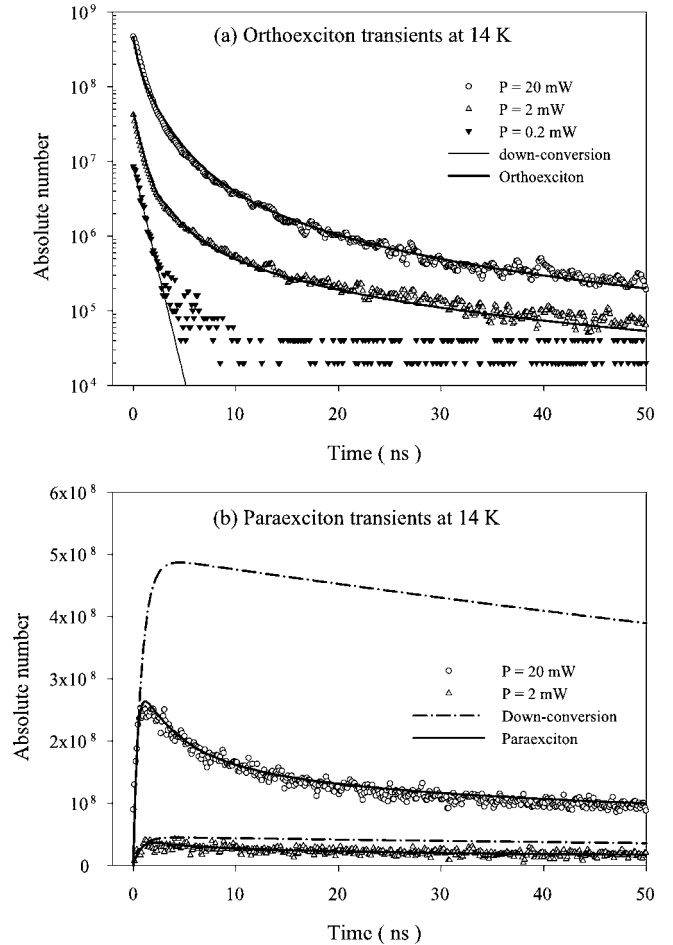 (a) Orthoexciton transients at 14 K
Absolute number
10⁹
10⁸
10⁷
10⁶
10⁵
10⁴
P = 20 mW
P = 2 mW
P = 0.2 mW
down-conversion
Orthoexciton
0 10 20 30 40 50
Time ( ns )
(b) Paraexciton transients at 14 K
Absolute number
6x10⁸
5x10⁸
4x10⁸
3x10⁸
2x10⁸
10⁸
0
P = 20 mW
P = 2 mW
Down-conversion
Paraexciton
0 10 20 30 40 50
Time ( ns )